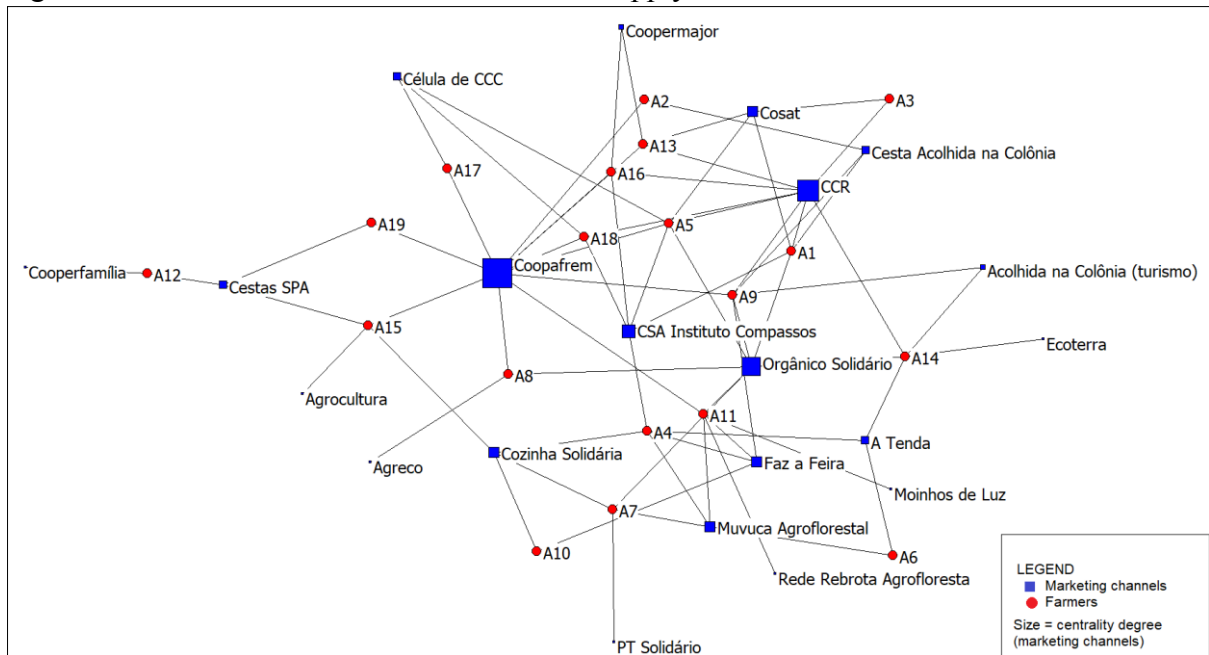 Coopermajor
Célula de CCC
A2
A3
Cosat
A13
Cesta Acolhida na Colônia
A17
A16
CCR
A19
A5
A18
A1
Coopafrem
Cooperfamília
A12
Acolhida na Colônia (turismo)
Cestas SPA
A9
A15
CSA Instituto Compassos
Ecoterra
A14
Orgânico Solidário
A8
Agrocultura
A11
A4
A Tenda
Cozinha Solidária
Agreco
Faz a Feira
Moinhos de Luz
A7
Muvuca Agroflorestal
A10
A6
Rede Rebrota Agrofloresta
PT Solidário
LEGEND
Marketing channels
Farmers
Size = centrality degree
(marketing channels)